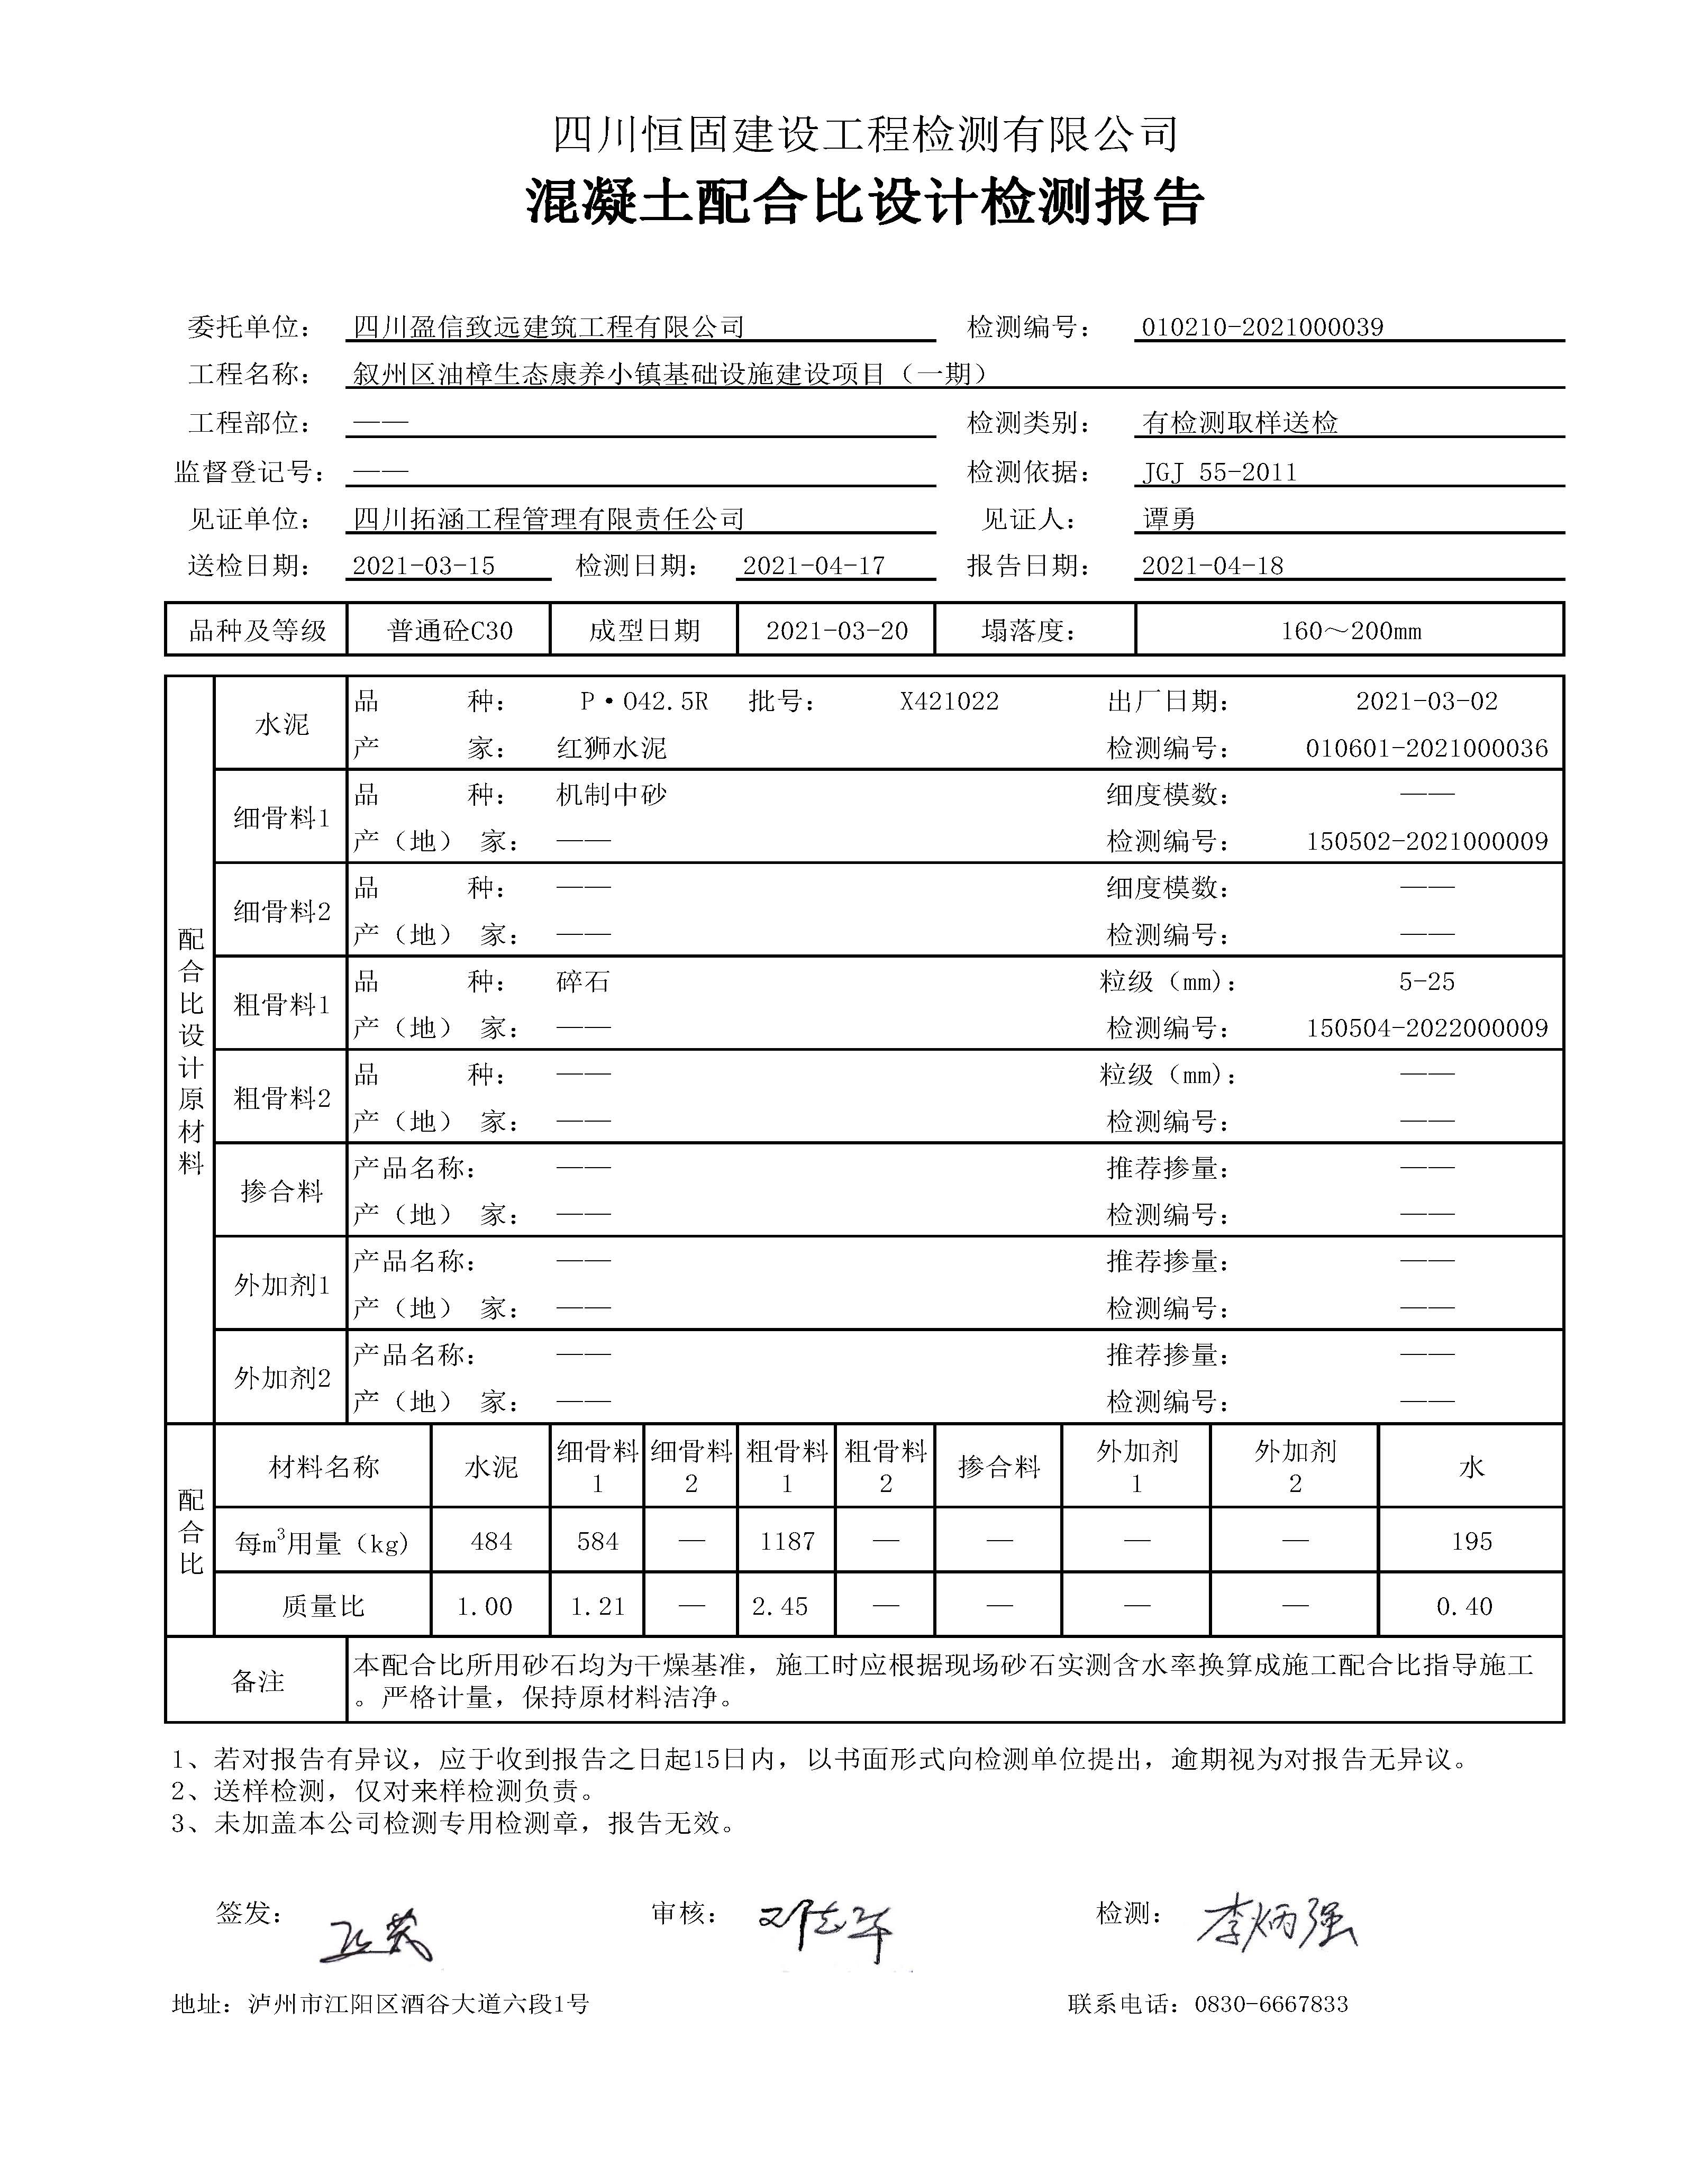 四川恒固建设工程检测有限公司
混凝土配合比设计检测报告
委托单位： 四川盈信致远建筑工程有限公司 检测编号： 010210-2021000039
工程名称： 叙州区油樟生态康养小镇基础设施建设项目（一期）
工程部位： —— 检测类别： 有检测取样送检
监督登记号： —— 检测依据： JGJ 55-2011
见证单位： 四川拓涵工程管理有限责任公司 见证人： 谭勇
送检日期： 2021-03-15 检测日期： 2021-04-17 报告日期： 2021-04-18
品种及等级 普通砼C30 成型日期 2021-03-20 塌落度： 160～200mm
配合比设计原材料
水泥 品 种： P·O42.5R 批号： X421022 出厂日期： 2021-03-02
产 家： 红狮水泥 检测编号： 010601-2021000036
细骨料1 品 种： 机制中砂 细度模数： ——
产（地） 家： —— 检测编号： 150502-2021000009
细骨料2 品 种： —— 细度模数： ——
产（地） 家： —— 检测编号： ——
粗骨料1 品 种： 碎石 粒级（mm）： 5-25
产（地） 家： —— 检测编号： 150504-2022000009
粗骨料2 品 种： —— 粒级（mm）： ——
产（地） 家： —— 检测编号： ——
掺合料 产品名称： —— 推荐掺量： ——
产（地） 家： —— 检测编号： ——
外加剂1 产品名称： —— 推荐掺量： ——
产（地） 家： —— 检测编号： ——
外加剂2 产品名称： —— 推荐掺量： ——
产（地） 家： —— 检测编号： ——
配合比
材料名称 水泥 细骨料1 细骨料2 粗骨料1 粗骨料2 掺合料 外加剂1 外加剂2 水
每m³用量（kg) 484 584 — 1187 — — — — 195
质量比 1.00 1.21 — 2.45 — — — — 0.40
备注 本配合比所用砂石均为干燥基准，施工时应根据现场砂石实测含水率换算成施工配合比指导施工
。严格计量，保持原材料洁净。
1、若对报告有异议，应于收到报告之日起15日内，以书面形式向检测单位提出，逾期视为对报告无异议。
2、送样检测，仅对来样检测负责。
3、未加盖本公司检测专用检测章，报告无效。
签发： 审核： 检测： 李炳强
地址：泸州市江阳区酒谷大道六段1号 联系电话：0830-6667833